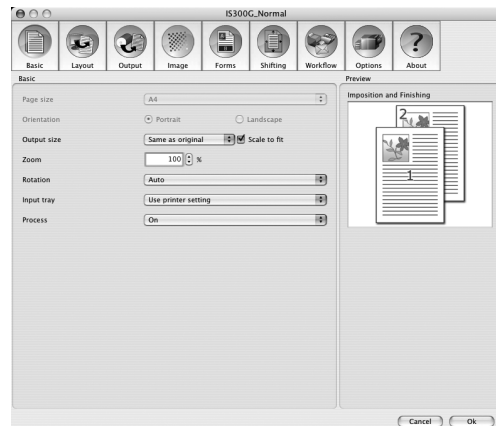 IS300G_Normal
Basic Layout Output Image Forms Shifting Workflow Options About
Basic
Preview
Page size A4
Orientation Portrait Landscape
Output size Same as original Scale to fit
Zoom 100 %
Rotation Auto
Input tray Use printer setting
Process On
Imposition and Finishing
2
1
Cancel Ok